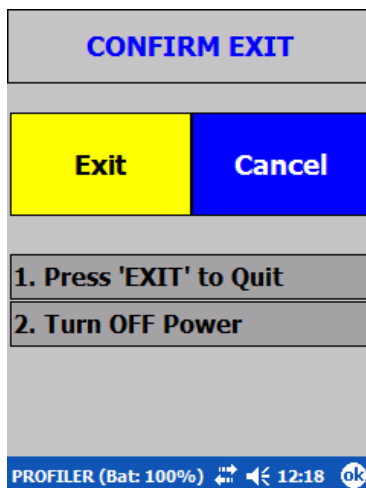 CONFIRM EXIT
Exit Cancel
1. Press 'EXIT' to Quit
2. Turn OFF Power
PROFILER (Bat: 100%) 12:18 ok